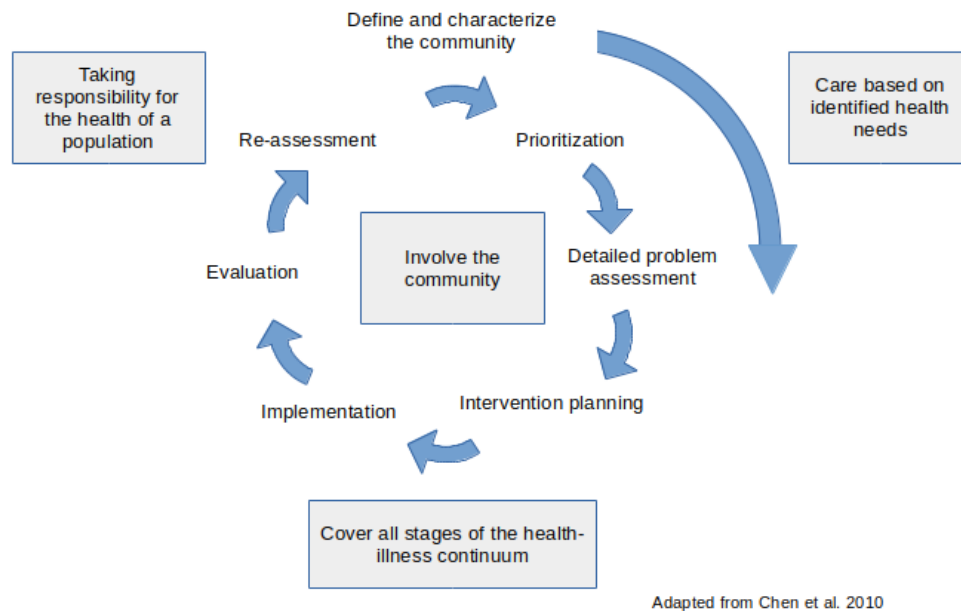 Define and characterize
the community
Taking
responsibility for
the health of a
population
Care based on
identified health
needs
Re-assessment
Prioritization
Evaluation
Involve the
community
Detailed problem
assessment
Implementation
Intervention planning
Cover all stages of the health-
illness continuum
Adapted from Chen et al. 2010